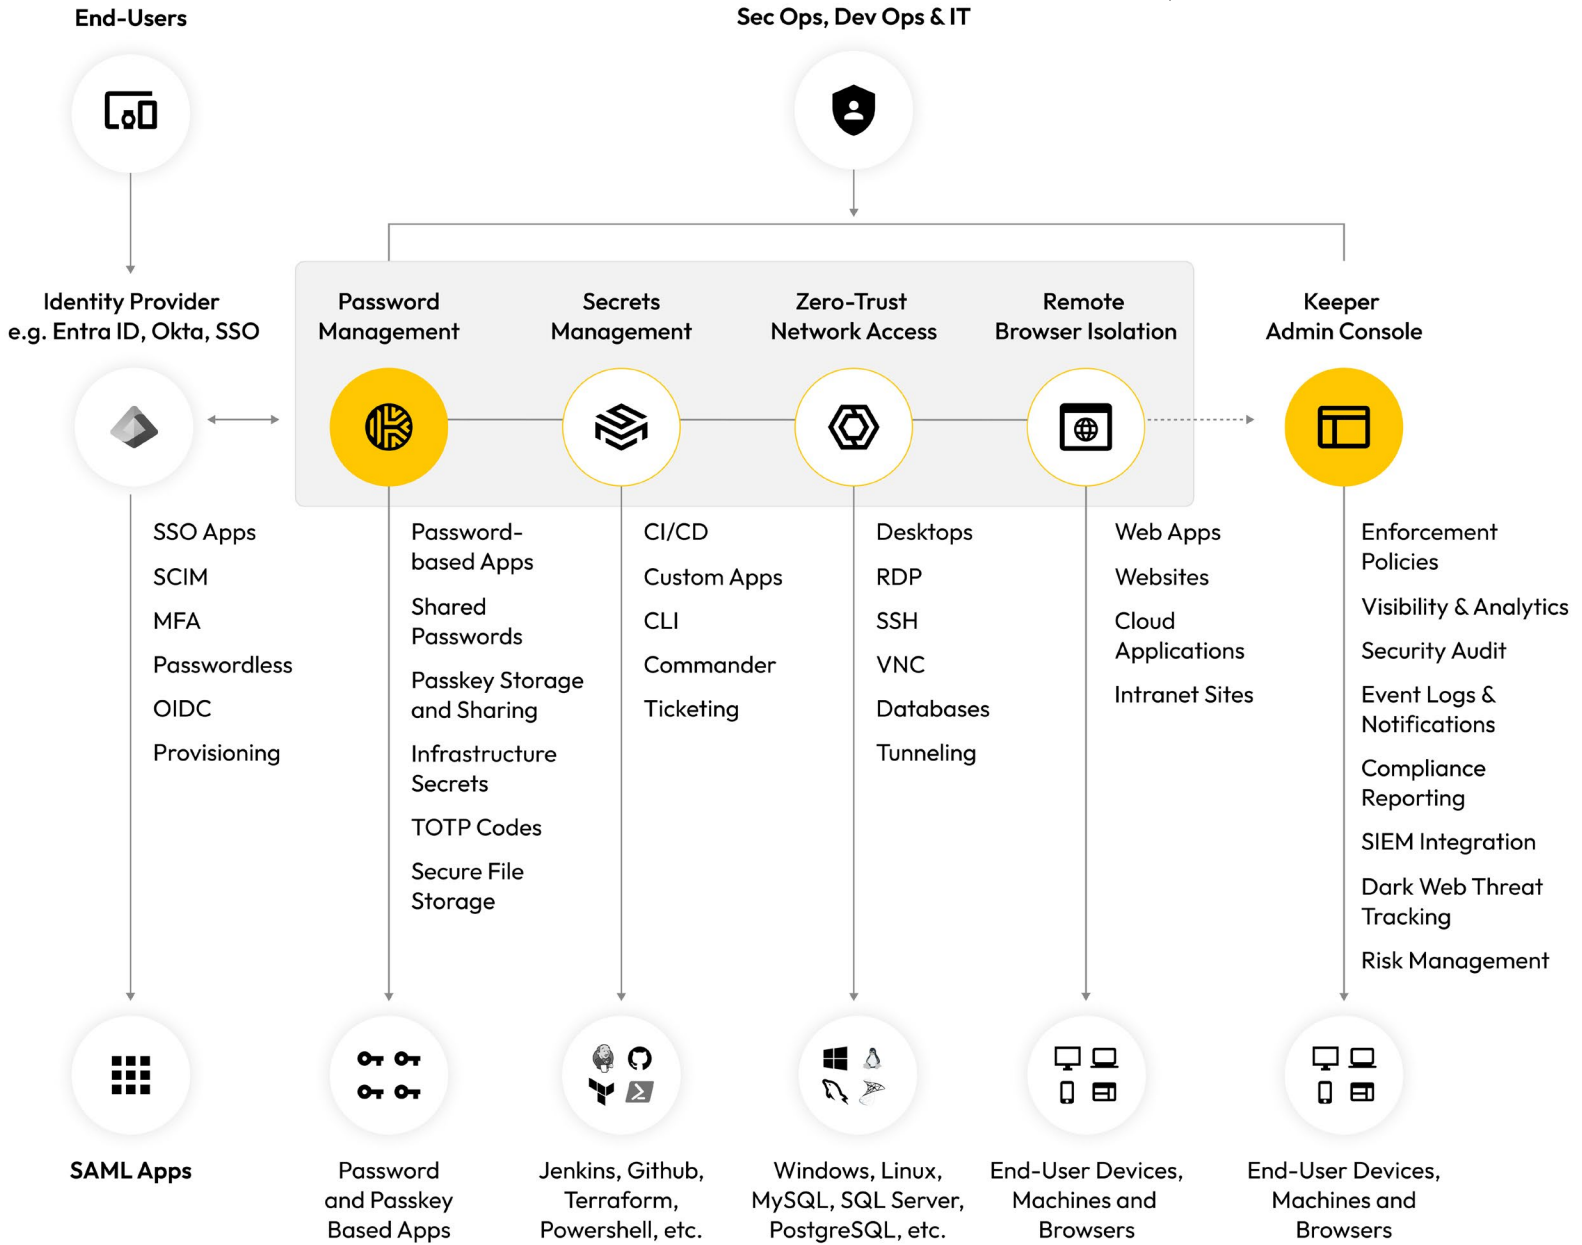 End-Users
Sec Ops, Dev Ops & IT
Identity Provider
e.g. Entra ID, Okta, SSO
Password
Management
Secrets
Management
Zero-Trust
Network Access
Remote
Browser Isolation
Keeper
Admin Console
SSO Apps
SCIM
MFA
Passwordless
OIDC
Provisioning
Password-
based Apps
Shared
Passwords
Passkey Storage
and Sharing
Infrastructure
Secrets
TOTP Codes
Secure File
Storage
CI/CD
Custom Apps
CLI
Commander
Ticketing
Desktops
RDP
SSH
VNC
Databases
Tunneling
Web Apps
Websites
Cloud
Applications
Intranet Sites
Enforcement
Policies
Visibility & Analytics
Security Audit
Event Logs &
Notifications
Compliance
Reporting
SIEM Integration
Dark Web Threat
Tracking
Risk Management
SAML Apps
Password
and Passkey
Based Apps
Jenkins, Github,
Terraform,
Powershell, etc.
Windows, Linux,
MySQL, SQL Server,
PostgreSQL, etc.
End-User Devices,
Machines and
Browsers
End-User Devices,
Machines and
Browsers